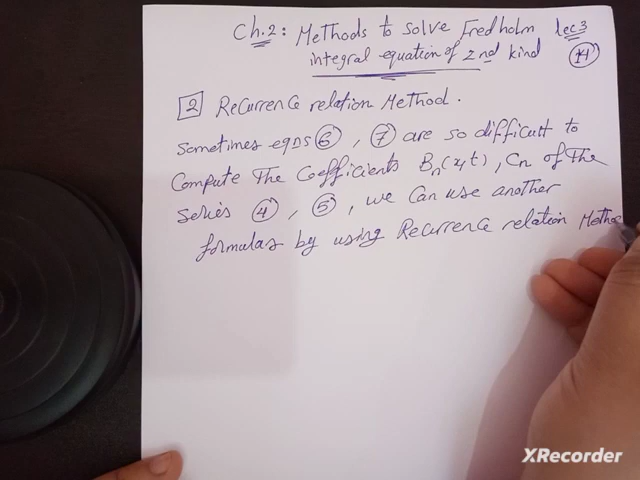 Ch.2: Methods to solve Fredholm lec3
integral equation of 2nd kind 14
2 Recurrence relation Method.
Sometimes eqns 6, 7 are so difficult to
Compute The Coefficients Bn(x,t), Cn of The
series 4, 5, we can use another
formulas by using Recurrence relation Metho
XRecorder